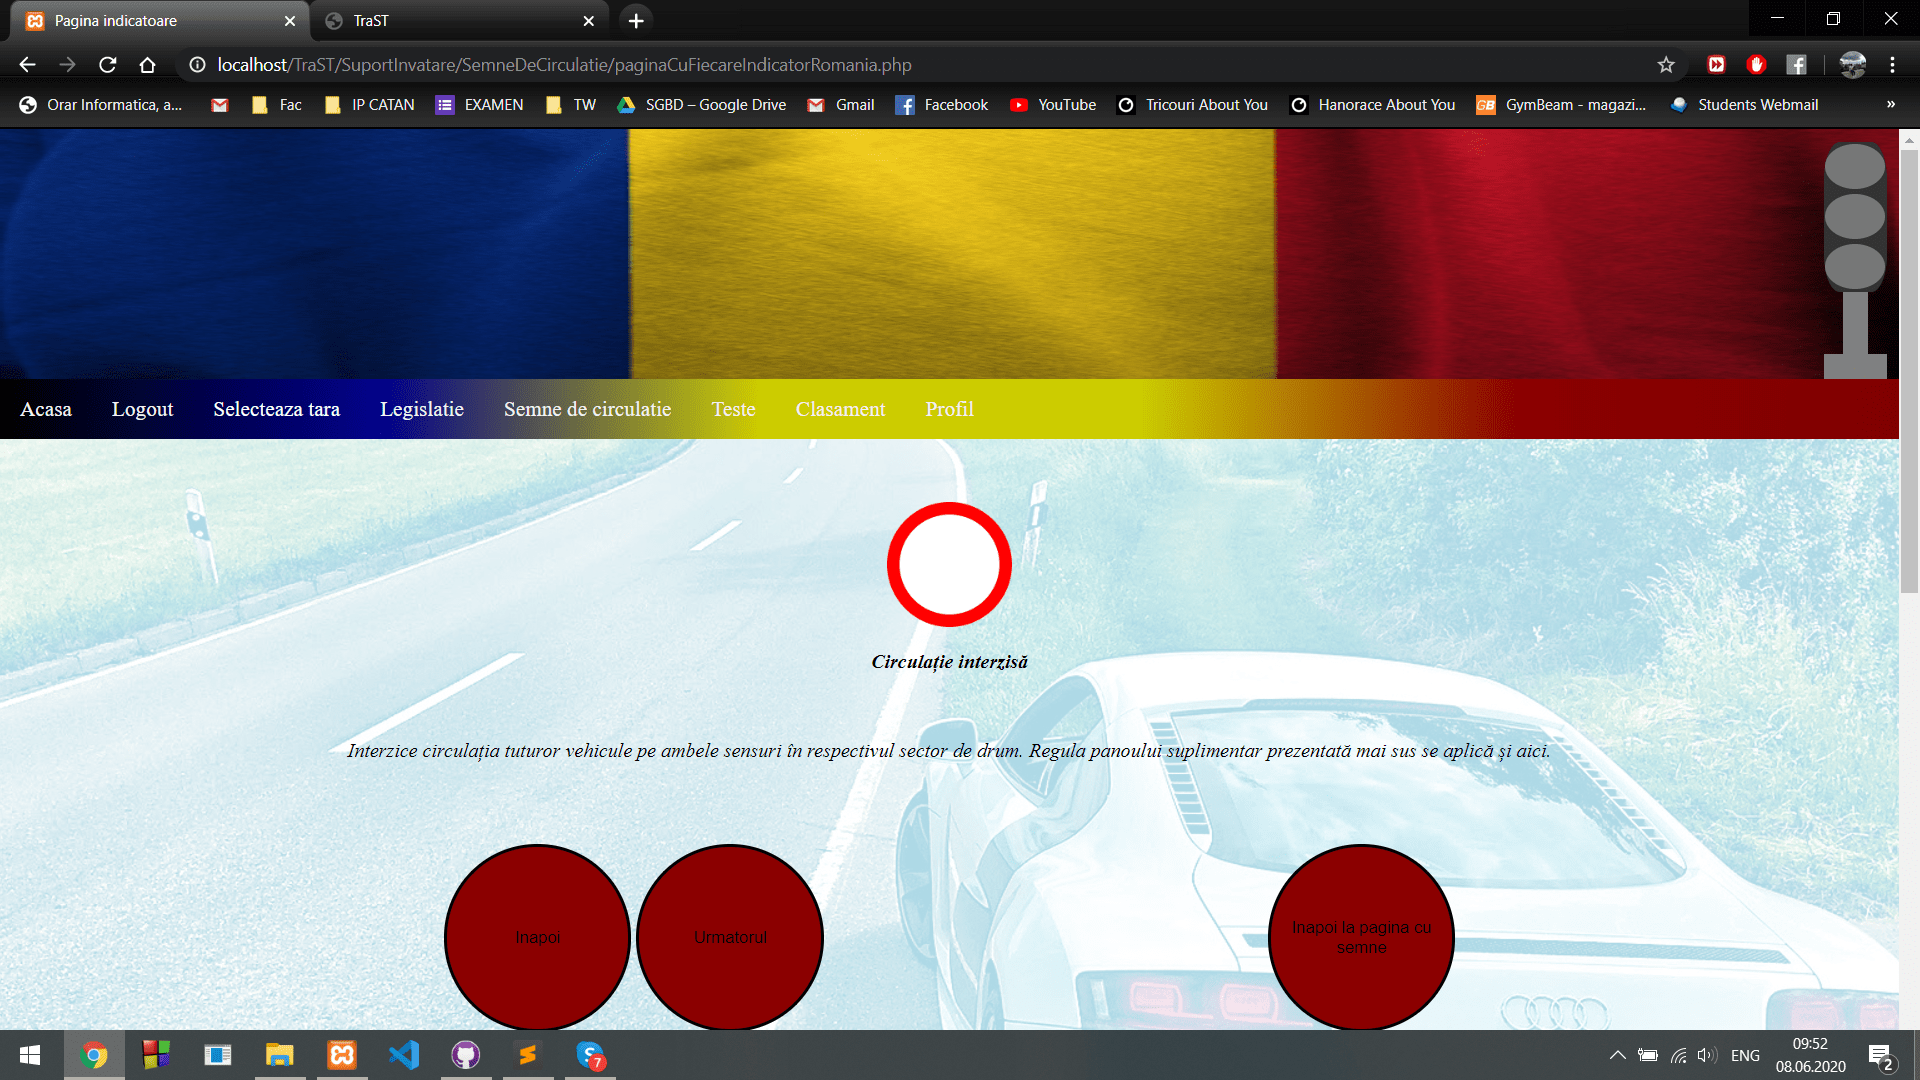 Pagina indicatoare
TraST
localhost/TraST/SuportInvatare/SemneDeCirculatie/paginaCuFiecareIndicatorRomania.php
Orar Informatica, a... Fac IP CATAN EXAMEN TW SGBD – Google Drive Gmail Facebook YouTube Tricouri About You Hanorace About You GB GymBeam - magazi... Students Webmail »
Acasa Logout Selecteaza tara Legislatie Semne de circulatie Teste Clasament Profil
Circulație interzisă
Interzice circulația tuturor vehicule pe ambele sensuri în respectivul sector de drum. Regula panoului suplimentar prezentată mai sus se aplică și aici.
Inapoi
Urmatorul
Inapoi la pagina cu
semne
7
ENG
09:52
08.06.2020
2